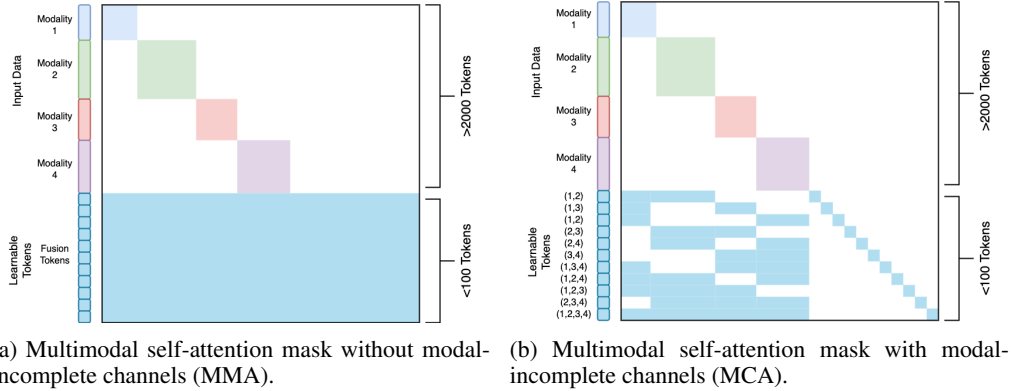 Modality
1
Modality
2
Modality
3
Modality
4
Input Data
>2000 Tokens
Fusion
Tokens
Learnable
Tokens
<100 Tokens
a) Multimodal self-attention mask without modal-
incomplete channels (MMA).
Modality
1
Modality
2
Modality
3
Modality
4
Input Data
>2000 Tokens
(1,2)
(1,3)
(1,2)
(2,3)
(2,4)
(3,4)
(1,3,4)
(1,2,4)
(1,2,3)
(2,3,4)
(1,2,3,4)
Learnable
Tokens
<100 Tokens
(b) Multimodal self-attention mask with modal-
incomplete channels (MCA).